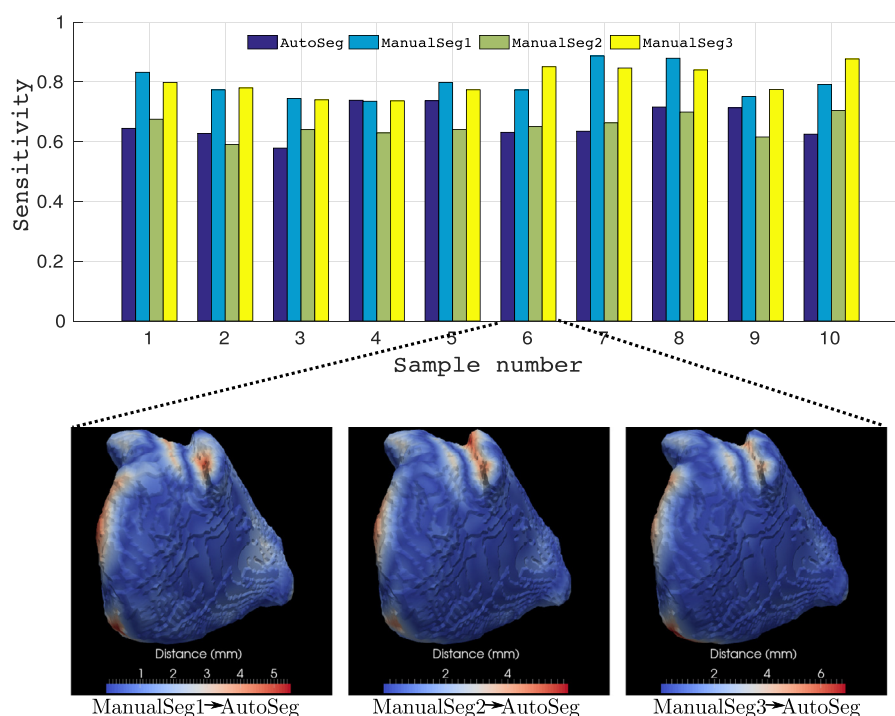 1
AutoSeg ManualSeg1 ManualSeg2 ManualSeg3
0.8
0.6
0.4
0.2
0
Sensitivity
1 2 3 4 5 6 7 8 9 10
Sample number
Distance (mm) Distance (mm) Distance (mm)
1 2 3 4 5 2 4 2 4 6
ManualSeg1→AutoSeg ManualSeg2→AutoSeg ManualSeg3→AutoSeg